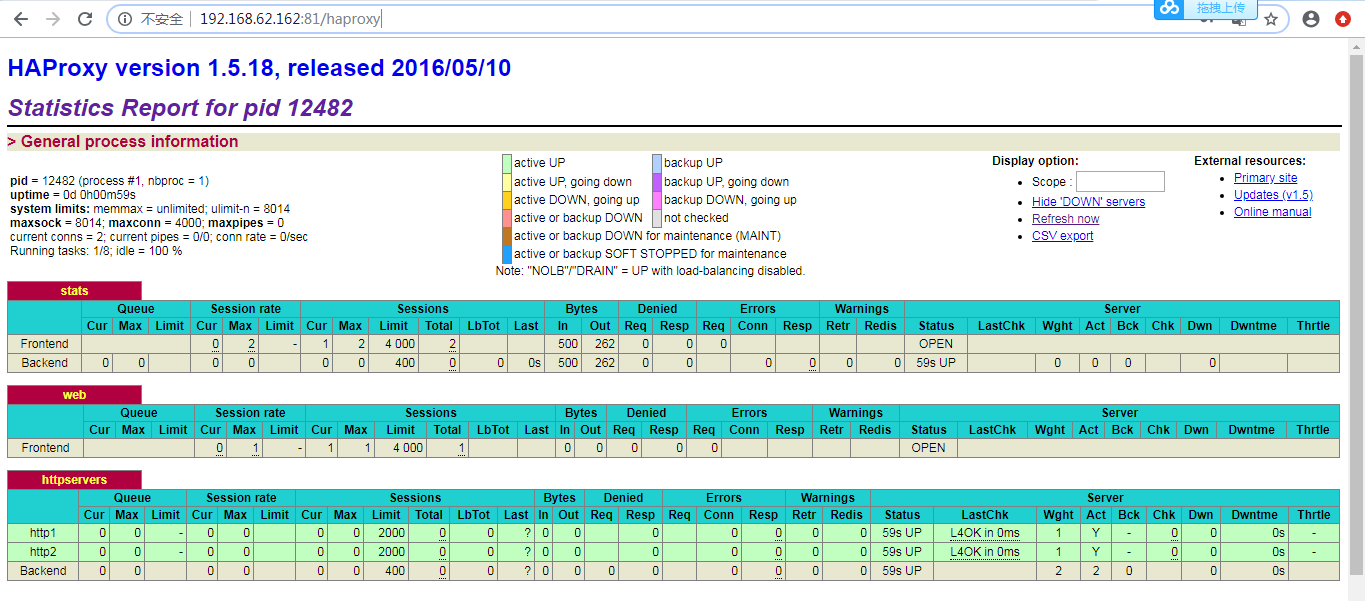 不安全 | 192.168.62.162:81/haproxy
拖拽上传
HAProxy version 1.5.18, released 2016/05/10
Statistics Report for pid 12482
> General process information
pid = 12482 (process #1, nbproc = 1)
uptime = 0d 0h00m59s
system limits: memmax = unlimited; ulimit-n = 8014
maxsock = 8014; maxconn = 4000; maxpipes = 0
current conns = 2; current pipes = 0/0; conn rate = 0/sec
Running tasks: 1/8; idle = 100 %
active UP backup UP
active UP, going down backup UP, going down
active DOWN, going up backup DOWN, going up
active or backup DOWN not checked
active or backup DOWN for maintenance (MAINT)
active or backup SOFT STOPPED for maintenance
Note: "NOLB"/"DRAIN" = UP with load-balancing disabled.
Display option:
Scope :
Hide 'DOWN' servers
Refresh now
CSV export
External resources:
Primary site
Updates (v1.5)
Online manual
stats
Queue Session rate Sessions Bytes Denied Errors Warnings Server
Cur Max Limit Cur Max Limit Cur Max Limit Total LbTot Last In Out Req Resp Req Conn Resp Retr Redis Status LastChk Wght Act Bck Chk Dwn Dwntme Thrtle
Frontend 0 2 - 1 2 4 000 2 500 262 0 0 0 OPEN
Backend 0 0 0 0 0 0 400 0 0 0s 500 262 0 0 0 0 0 0 59s UP 0 0 0 0
web
Queue Session rate Sessions Bytes Denied Errors Warnings Server
Cur Max Limit Cur Max Limit Cur Max Limit Total LbTot Last In Out Req Resp Req Conn Resp Retr Redis Status LastChk Wght Act Bck Chk Dwn Dwntme Thrtle
Frontend 0 1 - 1 1 4 000 1 0 0 0 0 0 OPEN
httpservers
Queue Session rate Sessions Bytes Denied Errors Warnings Server
Cur Max Limit Cur Max Limit Cur Max Limit Total LbTot Last In Out Req Resp Req Conn Resp Retr Redis Status LastChk Wght Act Bck Chk Dwn Dwntme Thrtle
http1 0 0 - 0 0 0 0 2000 0 0 ? 0 0 0 0 0 0 0 59s UP L4OK in 0ms 1 Y - 0 0 0s -
http2 0 0 - 0 0 0 0 2000 0 0 ? 0 0 0 0 0 0 0 59s UP L4OK in 0ms 1 Y - 0 0 0s -
Backend 0 0 0 0 0 0 400 0 0 ? 0 0 0 0 0 0 0 0 59s UP 2 2 0 0 0s